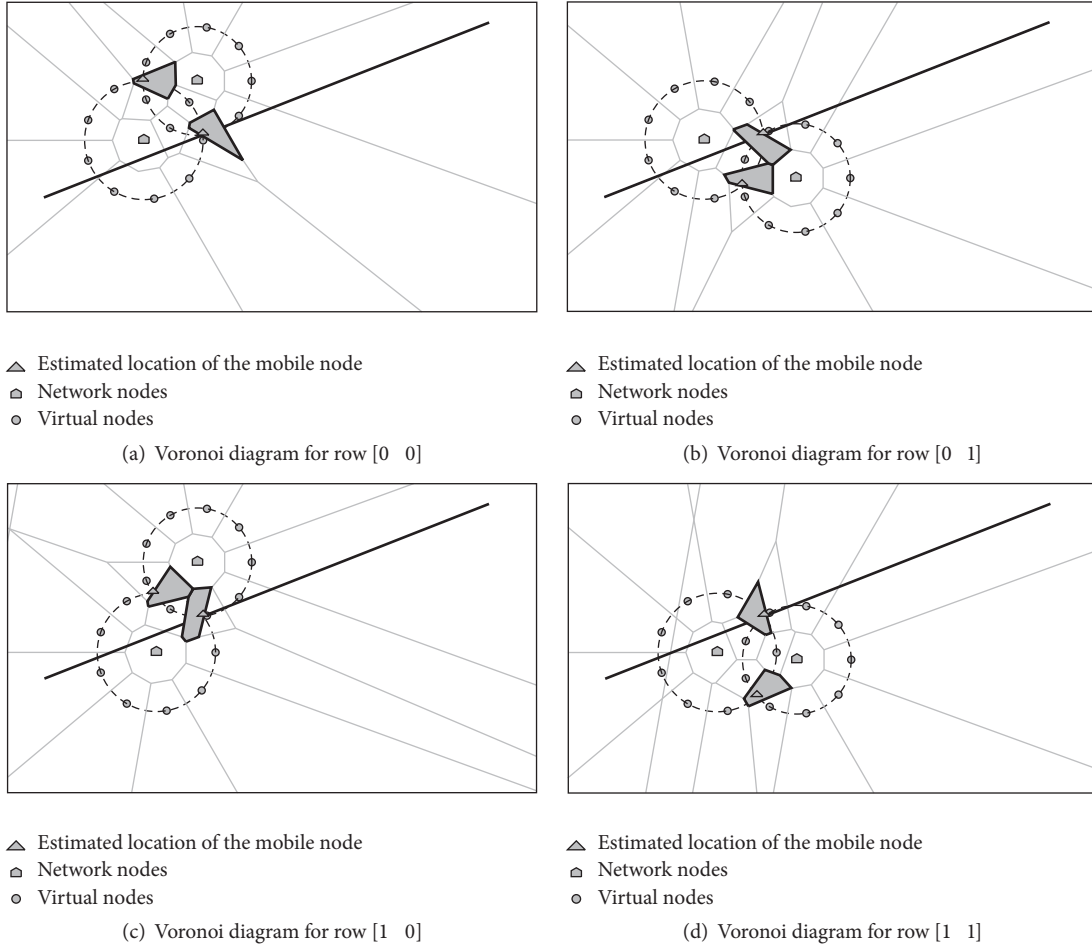 Estimated location of the mobile node
Network nodes
Virtual nodes
(a) Voronoi diagram for row [0 0]
Estimated location of the mobile node
Network nodes
Virtual nodes
(b) Voronoi diagram for row [0 1]
Estimated location of the mobile node
Network nodes
Virtual nodes
(c) Voronoi diagram for row [1 0]
Estimated location of the mobile node
Network nodes
Virtual nodes
(d) Voronoi diagram for row [1 1]